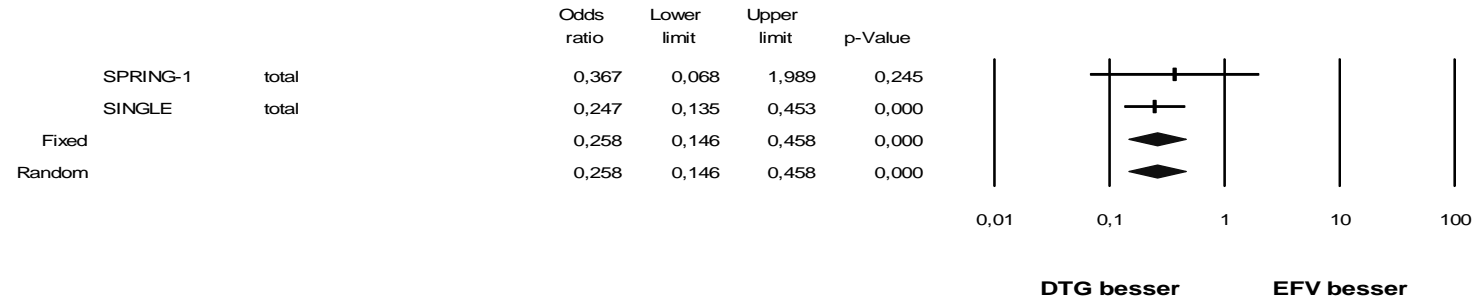 Odds Lower Upper
ratio limit limit p-Value
SPRING-1 total 0,367 0,068 1,989 0,245
SINGLE total 0,247 0,135 0,453 0,000
Fixed 0,258 0,146 0,458 0,000
Random 0,258 0,146 0,458 0,000
0,01 0,1 1 10 100
DTG besser EFV besser